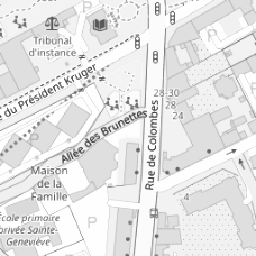 Tribunal
d'instance
e du Président Kruger
28-30
28
24
Allée des Brunettes
Rue de Colombes
P
Maison
de la
Famille
4
P
P
École primaire
privée Sainte-
Geneviève